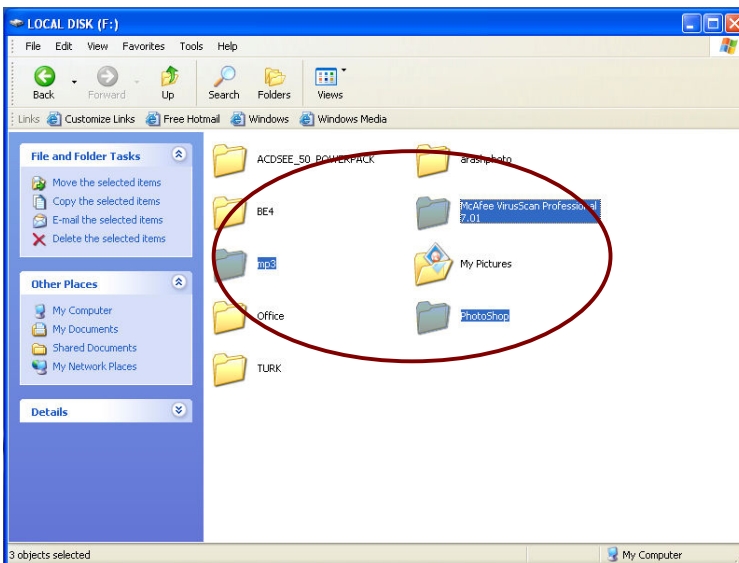 LOCAL DISK (F:)
File Edit View Favorites Tools Help
Back Forward Up Search Folders Views
Links Customize Links Free Hotmail Windows Windows Media
File and Folder Tasks
Move the selected items
Copy the selected items
E-mail the selected items
Delete the selected items
Other Places
My Computer
My Documents
Shared Documents
My Network Places
Details
ACDSEE_50_POWERPACK
arashphoto
BE4
McAfee VirusScan Professional
7.01
mp3
My Pictures
Office
PhotoShop
TURK
3 objects selected
My Computer